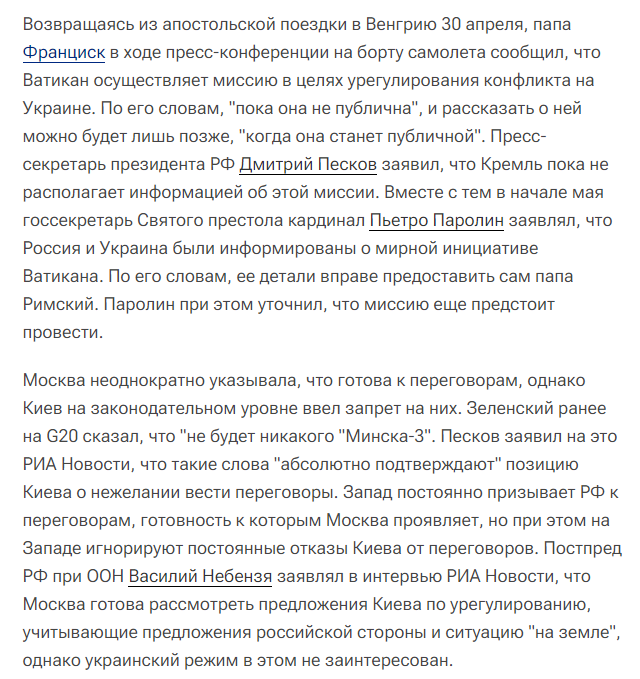 Возвращаясь из апостольской поездки в Венгрию 30 апреля, папа
Франциск в ходе пресс-конференции на борту самолета сообщил, что
Ватикан осуществляет миссию в целях урегулирования конфликта на
Украине. По его словам, "пока она не публична", и рассказать о ней
можно будет лишь позже, "когда она станет публичной". Пресс-
секретарь президента РФ Дмитрий Песков заявил, что Кремль пока не
располагает информацией об этой миссии. Вместе с тем в начале мая
госсекретарь Святого престола кардинал Пьетро Паролин заявлял, что
Россия и Украина были информированы о мирной инициативе
Ватикана. По его словам, ее детали вправе предоставить сам папа
Римский. Паролин при этом уточнил, что миссию еще предстоит
провести.
Москва неоднократно указывала, что готова к переговорам, однако
Киев на законодательном уровне ввел запрет на них. Зеленский ранее
на G20 сказал, что "не будет никакого "Минска-3". Песков заявил на это
РИА Новости, что такие слова "абсолютно подтверждают" позицию
Киева о нежелании вести переговоры. Запад постоянно призывает РФ к
переговорам, готовность к которым Москва проявляет, но при этом на
Западе игнорируют постоянные отказы Киева от переговоров. Постпред
РФ при ООН Василий Небензя заявлял в интервью РИА Новости, что
Москва готова рассмотреть предложения Киева по урегулированию,
учитывающие предложения российской стороны и ситуацию "на земле",
однако украинский режим в этом не заинтересован.